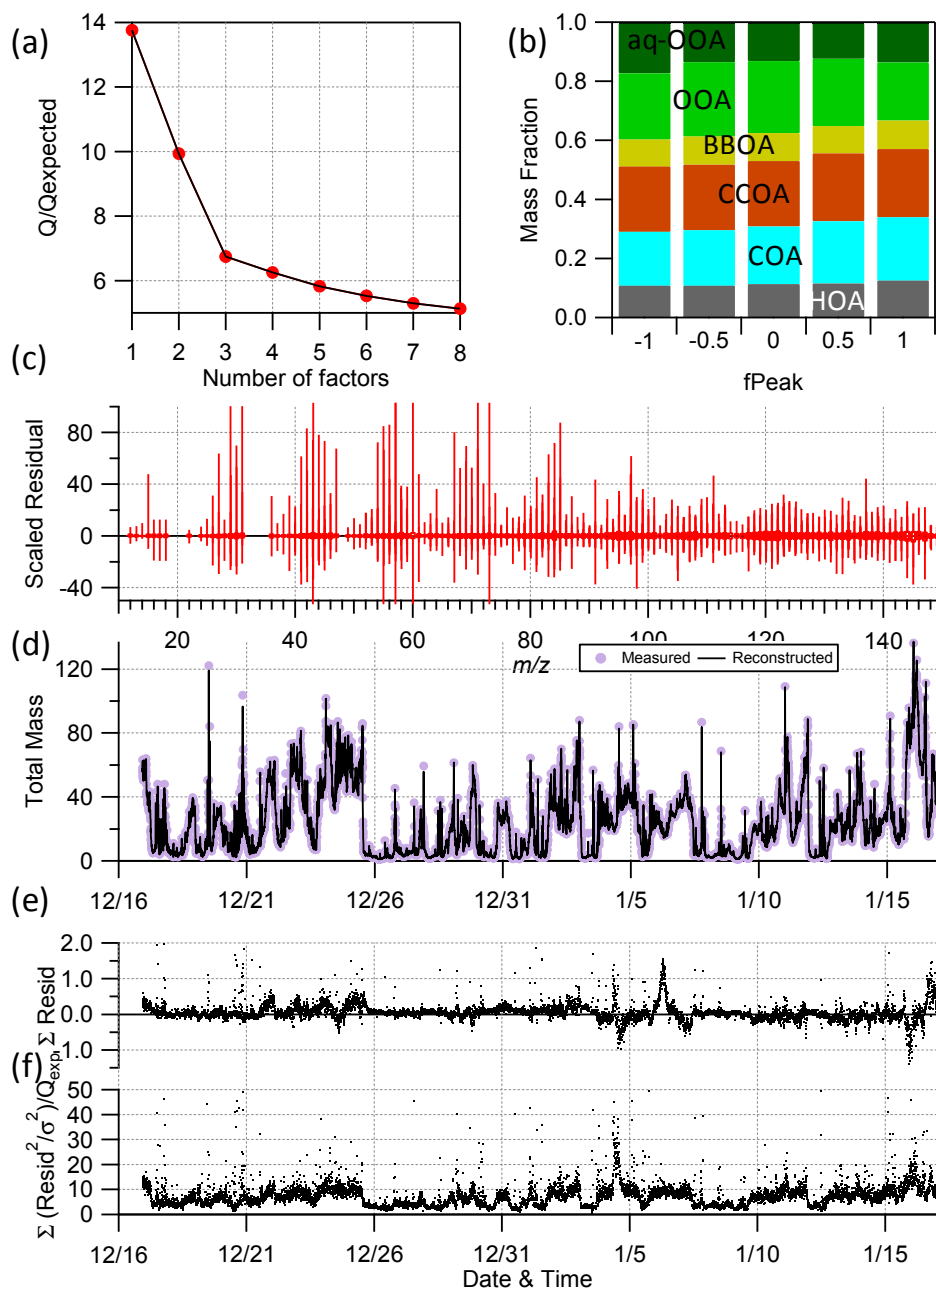 (a)
14
12
10
8
6
Q/Qexpected
1 2 3 4 5 6 7 8
Number of factors
(b)
1.0
0.8
0.6
0.4
0.2
0.0
Mass Fraction
aq-OOA
OOA
BBOA
CCOA
COA
HOA
-1 -0.5 0 0.5 1
fPeak
(c)
80
40
0
-40
Scaled Residual
20 40 60 80 100 120 140
m/z
(d)
Measured Reconstructed
120
80
40
0
Total Mass
12/16 12/21 12/26 12/31 1/5 1/10 1/15
(e)
2.0
1.0
0.0
1.0
Σ Resid
(f)
50
40
30
20
10
0
Σ (Resid²/σ²)/Qexp,
12/16 12/21 12/26 12/31 1/5 1/10 1/15
Date & Time